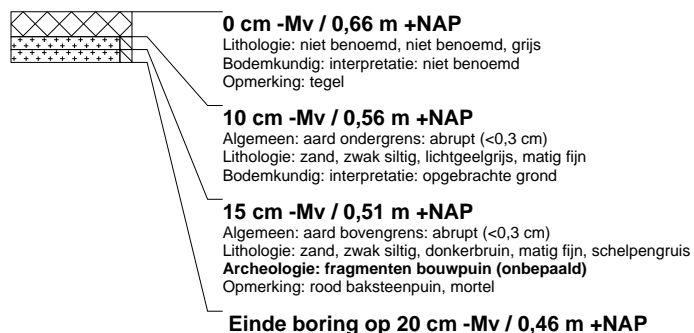 0 cm -Mv / 0,66 m +NAP
Lithologie: niet benoemd, niet benoemd, grijs
Bodemkundig: interpretatie: niet benoemd
Opmerking: tegel
10 cm -Mv / 0,56 m +NAP
Algemeen: aard ondergrens: abrupt (<0,3 cm)
Lithologie: zand, zwak siltig, lichtgeelgrijs, matig fijn
Bodemkundig: interpretatie: opgebrachte grond
15 cm -Mv / 0,51 m +NAP
Algemeen: aard bovengrens: abrupt (<0,3 cm)
Lithologie: zand, zwak siltig, donkerbruin, matig fijn, schelpengruis
Archeologie: fragmenten bouwpuin (onbepaald)
Opmerking: rood baksteenpuin, mortel
Einde boring op 20 cm -Mv / 0,46 m +NAP